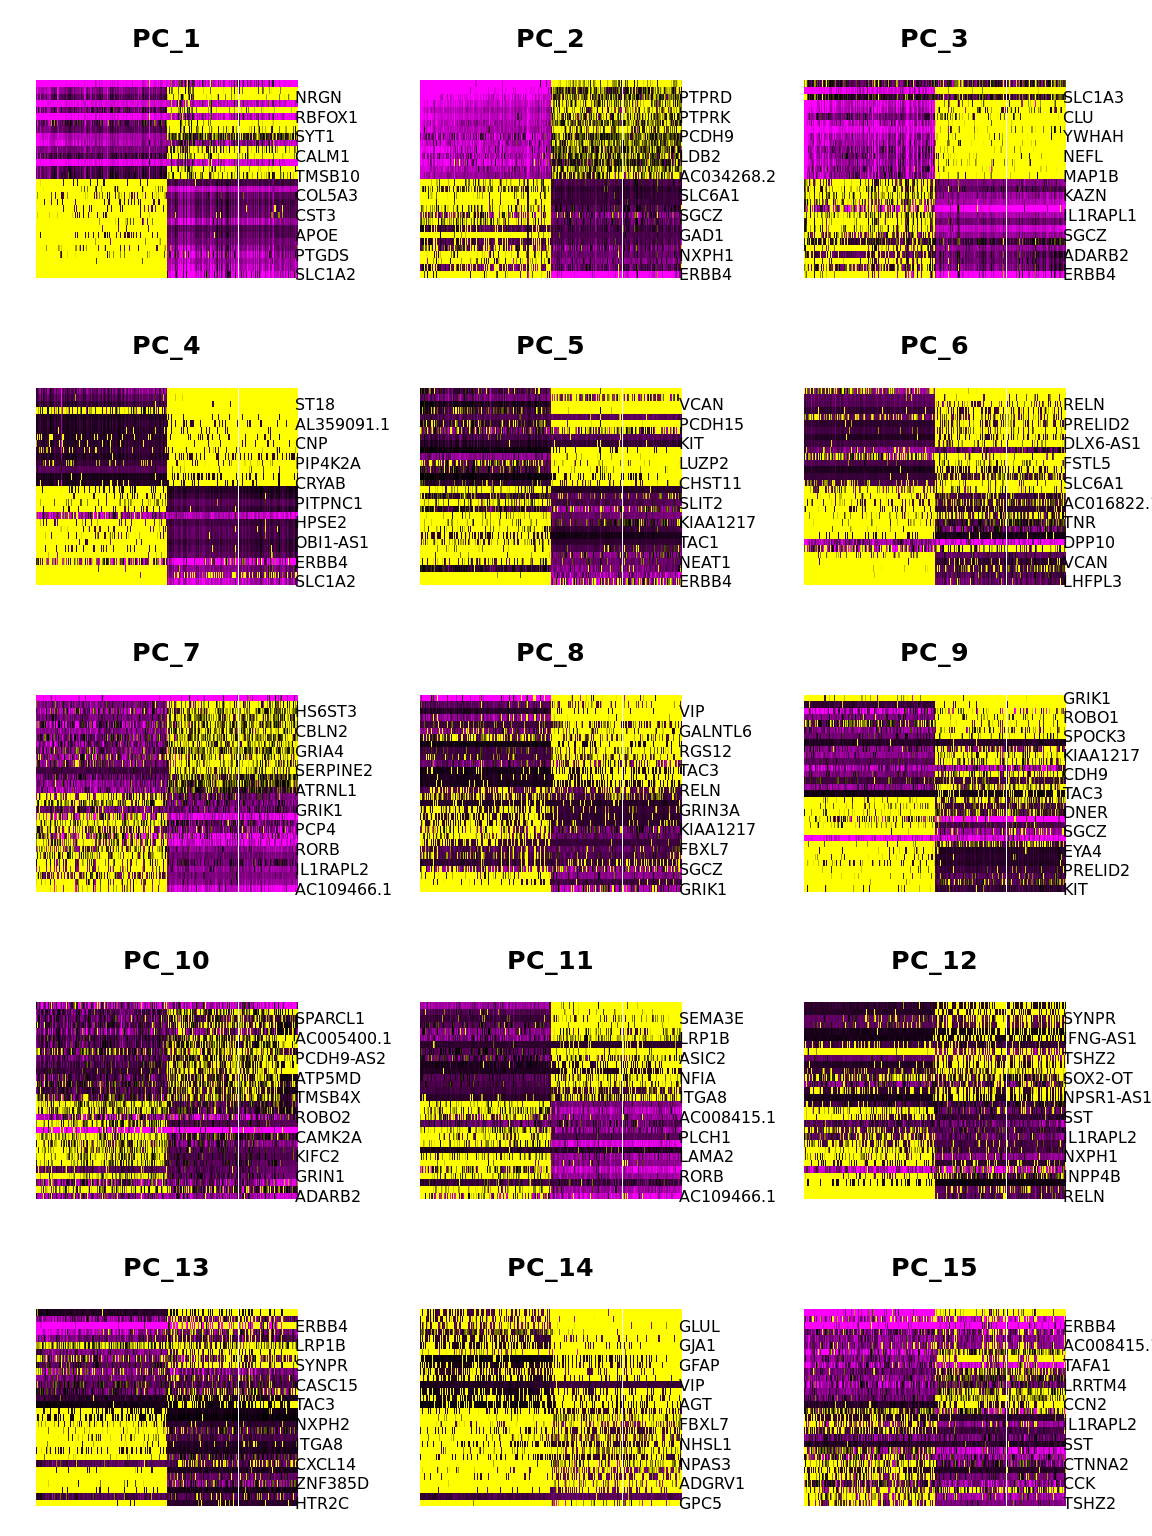 PC_1
NRGN
RBFOX1
SYT1
CALM1
TMSB10
COL5A3
CST3
APOE
PTGDS
SLC1A2
PC_2
PTPRD
PTPRK
PCDH9
LDB2
AC034268.2
SLC6A1
SGCZ
GAD1
NXPH1
ERBB4
PC_3
SLC1A3
CLU
YWHAH
NEFL
MAP1B
KAZN
IL1RAPL1
SGCZ
ADARB2
ERBB4
PC_4
ST18
AL359091.1
CNP
PIP4K2A
CRYAB
PITPNC1
HPSE2
OBI1-AS1
ERBB4
SLC1A2
PC_5
VCAN
PCDH15
KIT
LUZP2
CHST11
SLIT2
KIAA1217
TAC1
NEAT1
ERBB4
PC_6
RELN
PRELID2
DLX6-AS1
FSTL5
SLC6A1
AC016822.
TNR
DPP10
VCAN
LHFPL3
PC_7
HS6ST3
CBLN2
GRIA4
SERPINE2
ATRNL1
GRIK1
PCP4
RORB
IL1RAPL2
AC109466.1
PC_8
VIP
GALNTL6
RGS12
TAC3
RELN
GRIN3A
KIAA1217
FBXL7
SGCZ
GRIK1
PC_9
GRIK1
ROBO1
SPOCK3
KIAA1217
CDH9
TAC3
DNER
SGCZ
EYA4
PRELID2
KIT
PC_10
SPARCL1
AC005400.1
PCDH9-AS2
ATP5MD
TMSB4X
ROBO2
CAMK2A
KIFC2
GRIN1
ADARB2
PC_11
SEMA3E
LRP1B
ASIC2
NFIA
ITGA8
AC008415.1
PLCH1
LAMA2
RORB
AC109466.1
PC_12
SYNPR
IFNG-AS1
TSHZ2
SOX2-OT
NPSR1-AS1
SST
IL1RAPL2
NXPH1
INPP4B
RELN
PC_13
ERBB4
LRP1B
SYNPR
CASC15
TAC3
NXPH2
ITGA8
CXCL14
ZNF385D
HTR2C
PC_14
GLUL
GJA1
GFAP
VIP
AGT
FBXL7
NHSL1
NPAS3
ADGRV1
GPC5
PC_15
ERBB4
AC008415.
TAFA1
LRRTM4
CCN2
IL1RAPL2
SST
CTNNA2
CCK
TSHZ2